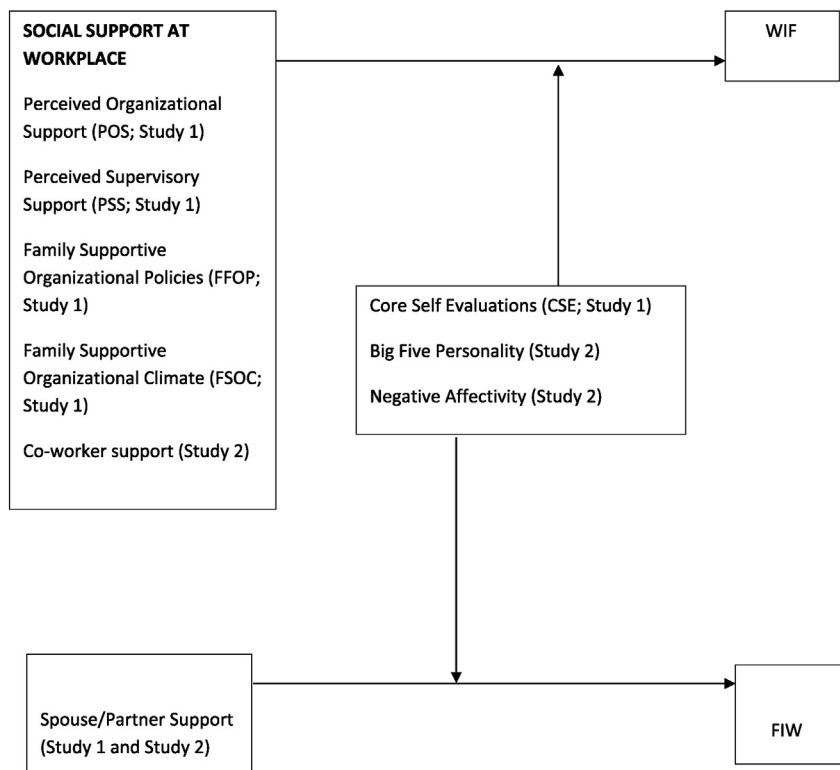 SOCIAL SUPPORT AT
WORKPLACE
Perceived Organizational
Support (POS; Study 1)
Perceived Supervisory
Support (PSS; Study 1)
Family Supportive
Organizational Policies (FFOP;
Study 1)
Family Supportive
Organizational Climate (FSOC;
Study 1)
Co-worker support (Study 2)
WIF
Core Self Evaluations (CSE; Study 1)
Big Five Personality (Study 2)
Negative Affectivity (Study 2)
Spouse/Partner Support
(Study 1 and Study 2)
FIW